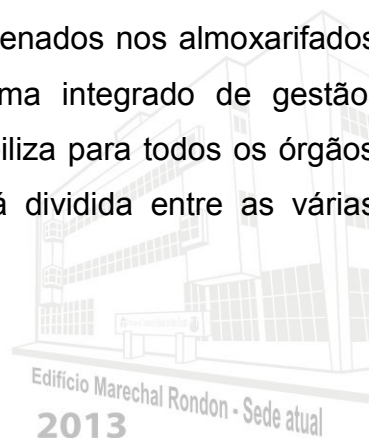 enados nos almoxarifados
ma integrado de gestão
iliza para todos os órgãos
á dividida entre as várias
Edifício Marechal Rondon - Sede atual
2013